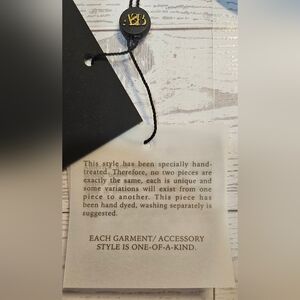 This style has been specially hand-
treated. Therefore, no two pieces are
exactly the same, each is unique and
some variations will exist from one
piece to another. This piece has
been hand dyed, washing separately is
suggested.
EACH GARMENT/ ACCESSORY
STYLE IS ONE-OF-A-KIND.